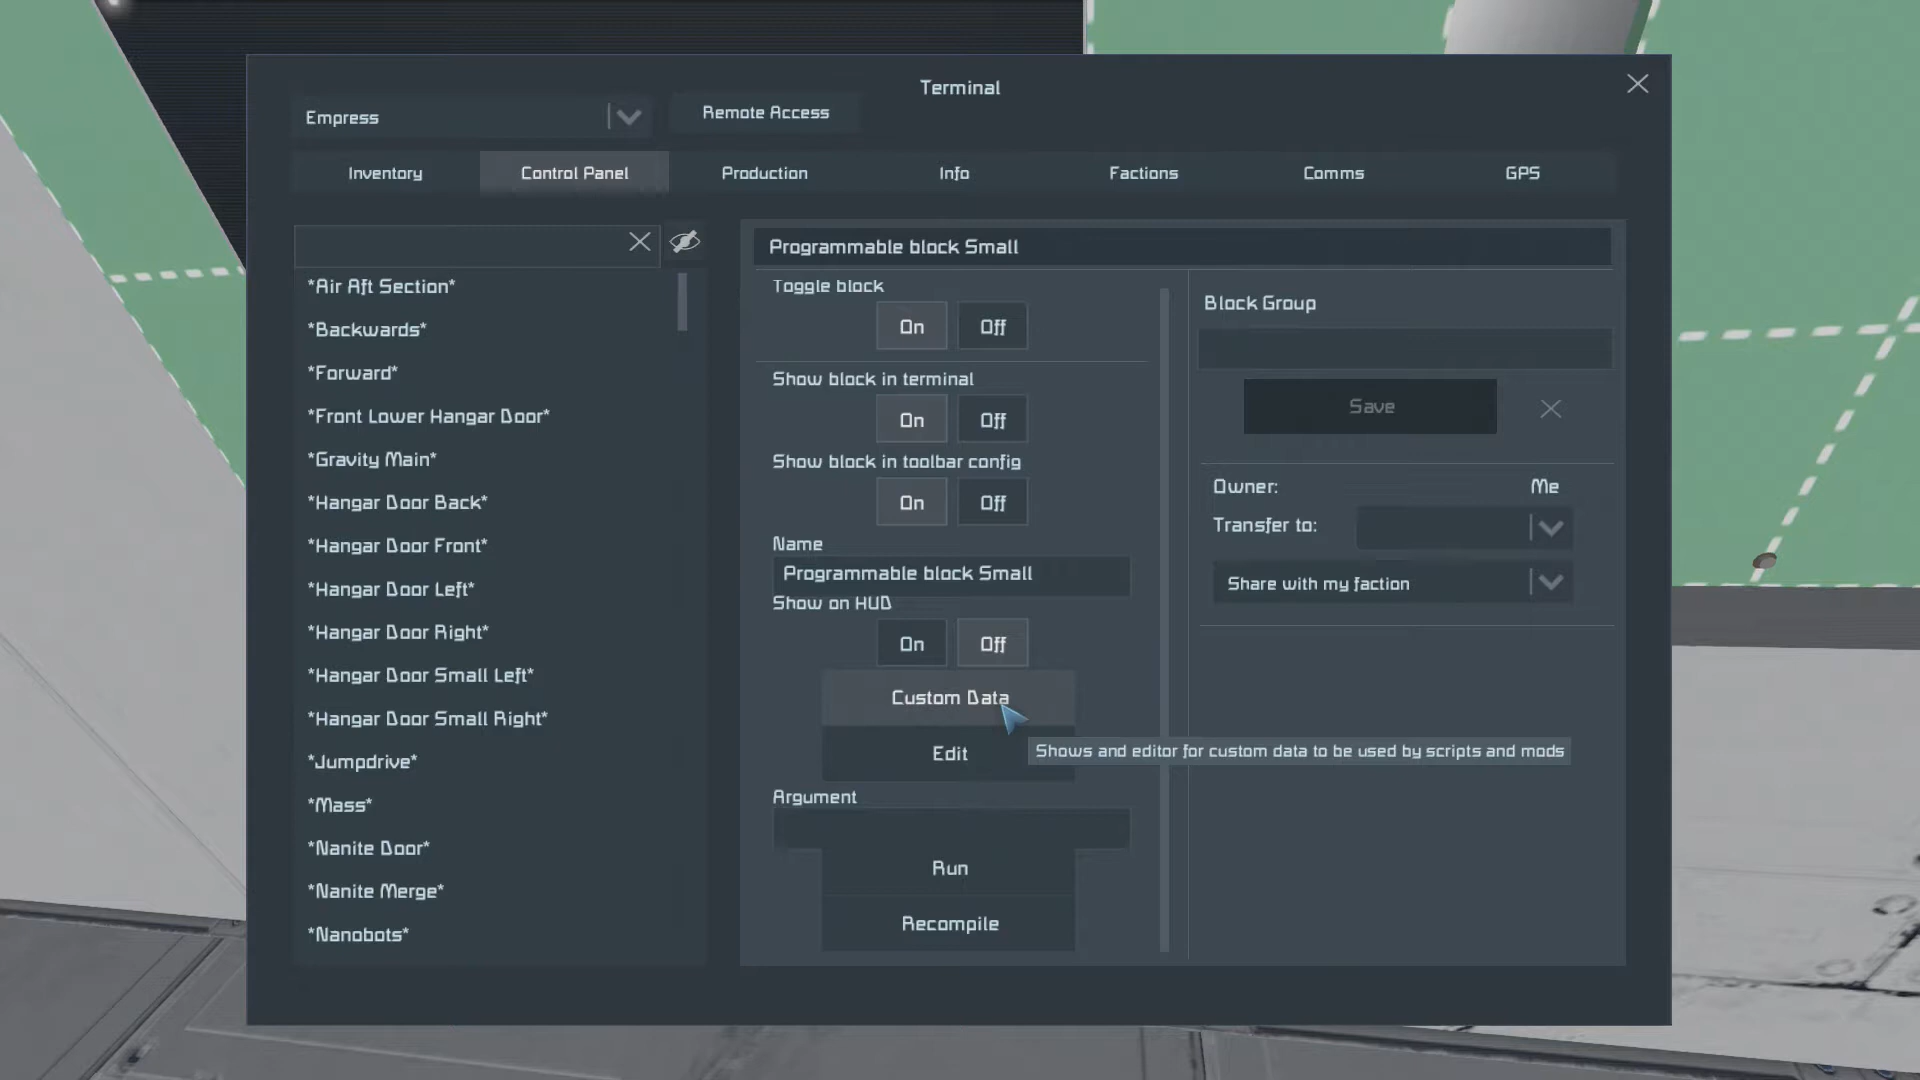 Terminal
Empress
Remote Access
Inventory
Control Panel
Production
Info
Factions
Comms
GPS
*Air Aft Section*
*Backwards*
*Forward*
*Front Lower Hangar Door*
*Gravity Main*
*Hangar Door Back*
*Hangar Door Front*
*Hangar Door Left*
*Hangar Door Right*
*Hangar Door Small Left*
*Hangar Door Small Right*
*Jumpdrive*
*Mass*
*Nanite Door*
*Nanite Merge*
*Nanobots*
Programmable block Small
Toggle block
On Off
Show block in terminal
On Off
Show block in toolbar config
On Off
Name
Programmable block Small
Show on HUD
On Off
Custom Data
Edit
Shows and editor for custom data to be used by scripts and mods
Argument
Run
Recompile
Block Group
Save
Owner: Me
Transfer to:
Share with my faction